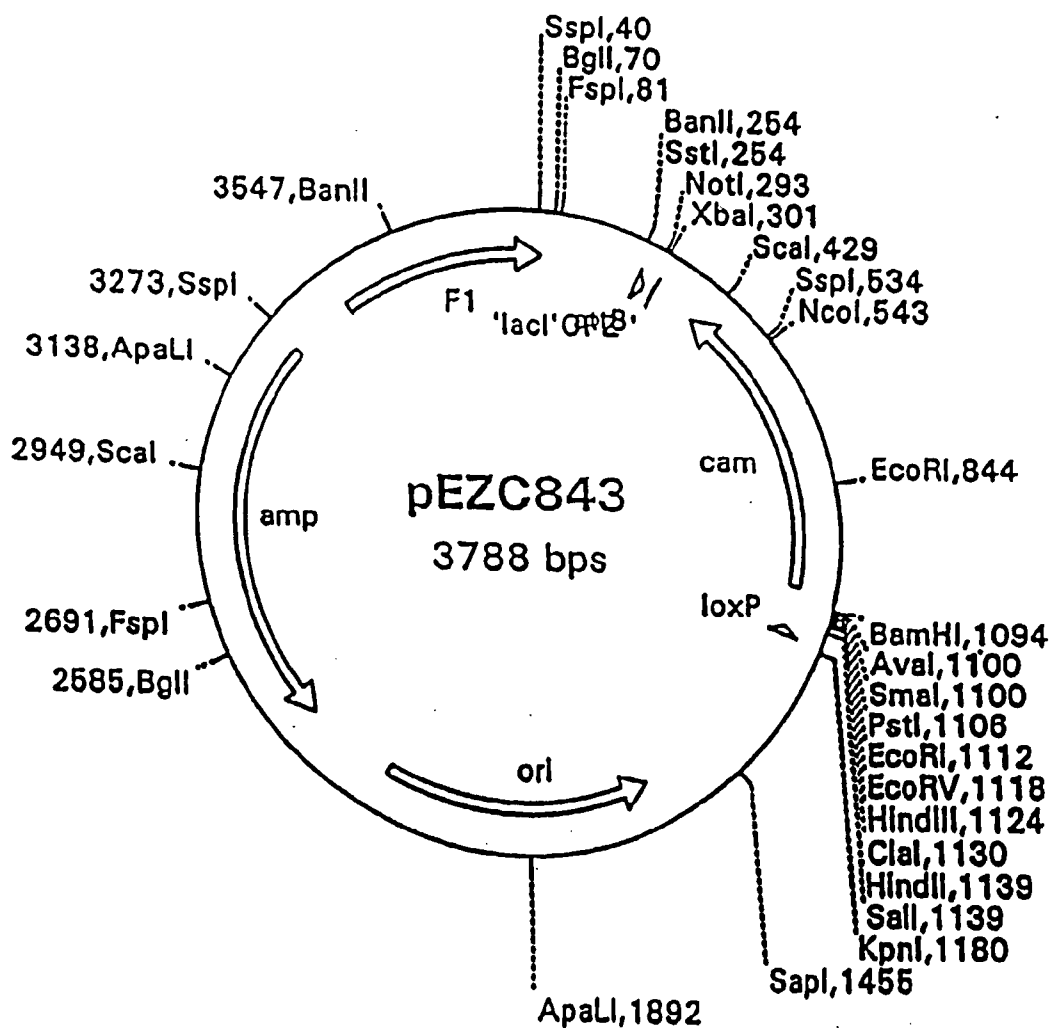 SspI,40
BglI,70
FspI,81
BanII,254
SstI,254
NotI,293
XbaI,301
ScaI,429
SspI,534
NcoI,543
EcoRI,844
BamHI,1094
AvaI,1100
SmaI,1100
PstI,1106
EcoRI,1112
EcoRV,1118
HindIII,1124
ClaI,1130
HindII,1139
SalI,1139
KpnI,1180
SapI,1455
ApaLI,1892
2585,BglI
2691,FspI
2949,ScaI
3138,ApaLI
3273,SspI
3547,BanII
F1
'lacI'
cam
amp
pEZC843
3788 bps
loxP
ori